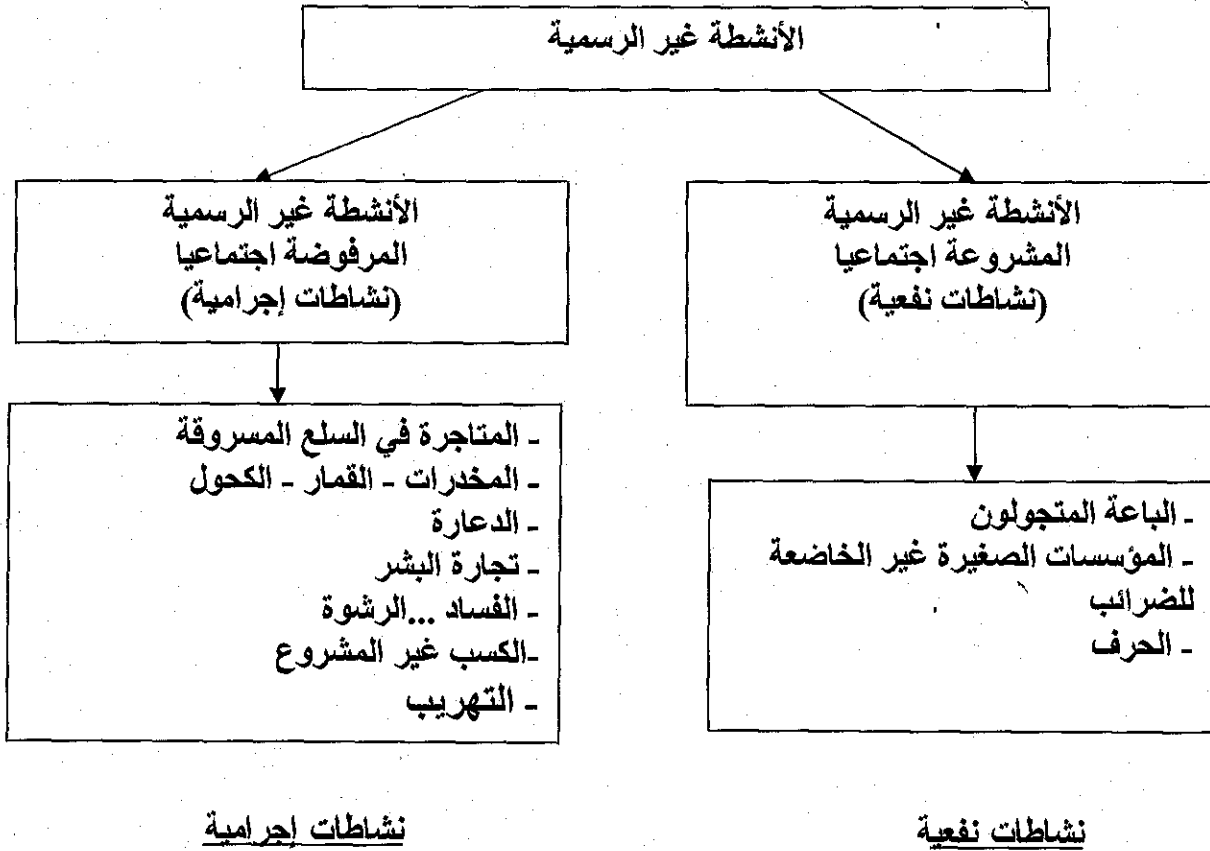 الأنشطة غير الرسمية
الأنشطة غير الرسمية
المشروعة اجتماعيا
(نشاطات نفعية)
الأنشطة غير الرسمية
المرفوضة اجتماعيا
(نشاطات إجرامية)
- الباعة المتجولون
- المؤسسات الصغيرة غير الخاضعة
للضرائب
- الحرف
- المتاجرة في السلع المسروقة
- المخدرات - القمار - الكحول
- الدعارة
- تجارة البشر
- الفساد ...الرشوة
-الكسب غير المشروع
- التهريب
نشاطات نفعية
نشاطات إجرامية